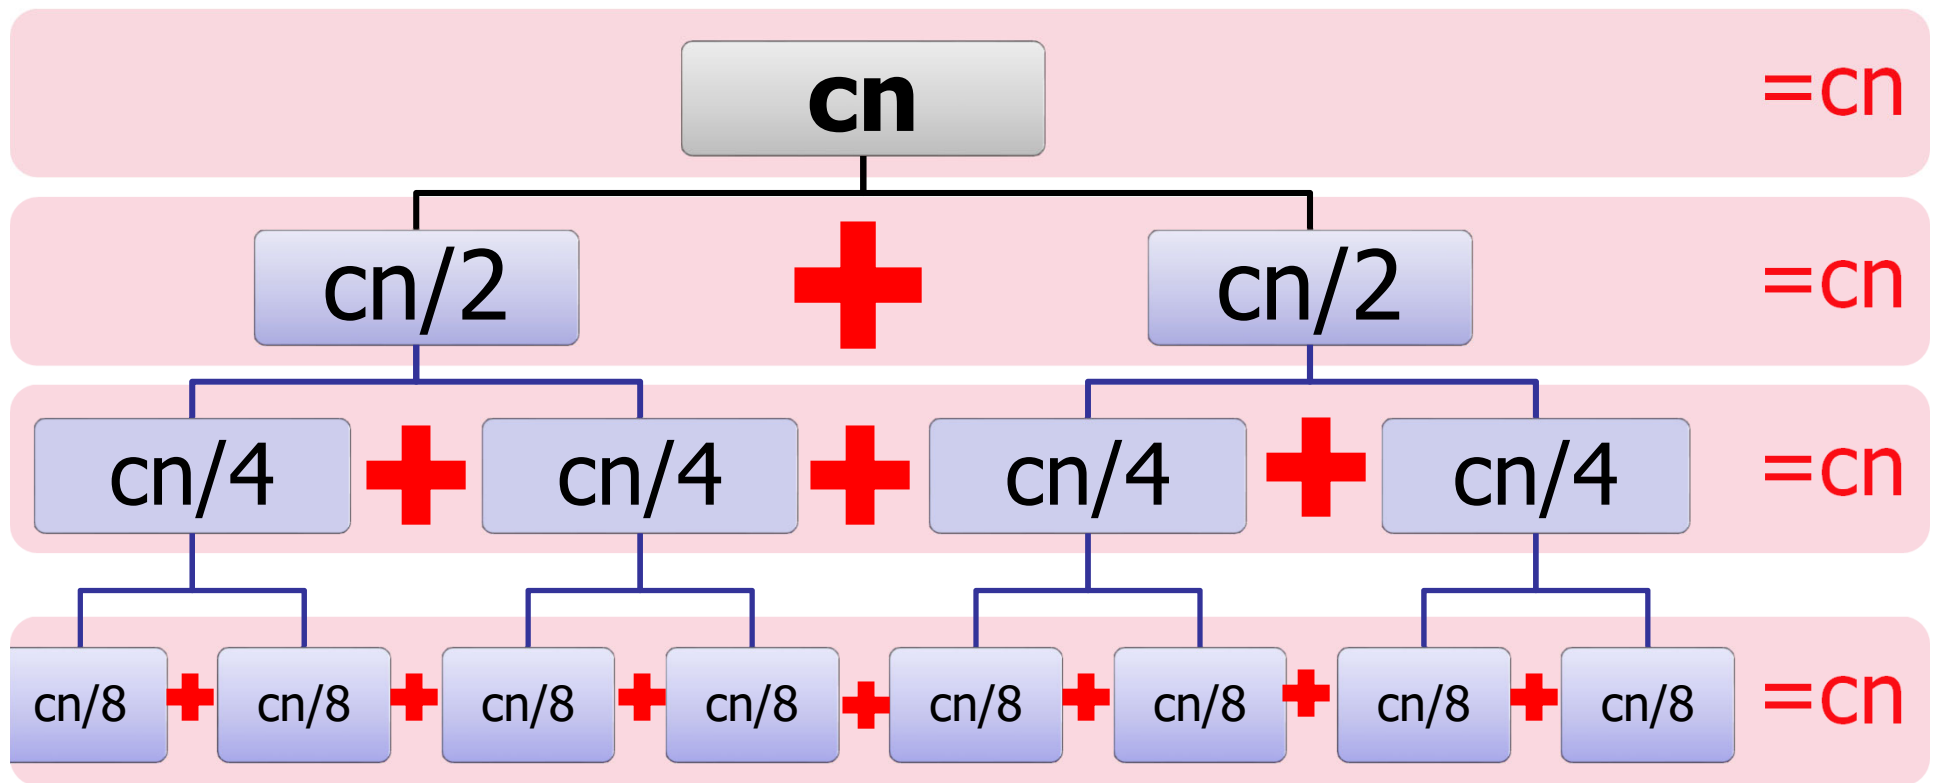 cn =cn
cn/2 + cn/2 =cn
cn/4 + cn/4 + cn/4 + cn/4 =cn
cn/8 + cn/8 + cn/8 + cn/8 + cn/8 + cn/8 + cn/8 + cn/8 =cn